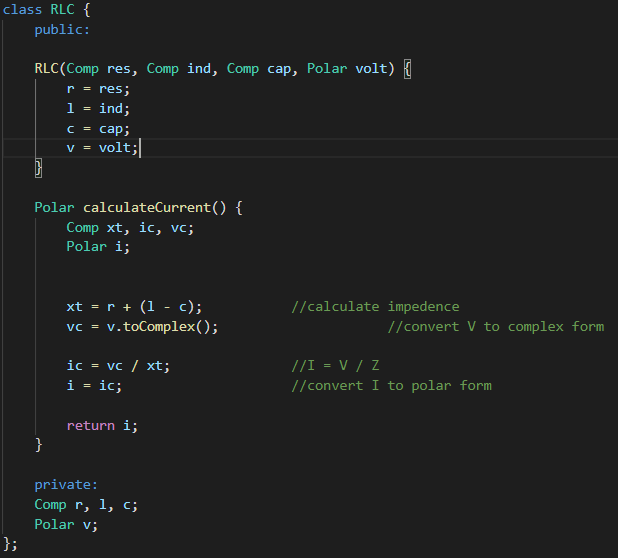 class RLC {
public:
RLC(Comp res, Comp ind, Comp cap, Polar volt) {
r = res;
l = ind;
c = cap;
v = volt;
}
Polar calculateCurrent() {
Comp xt, ic, vc;
Polar i;
xt = r + (l - c); //calculate impedence
vc = v.toComplex(); //convert V to complex form
ic = vc / xt; //I = V / Z
i = ic; //convert I to polar form
return i;
}
private:
Comp r, l, c;
Polar v;
};